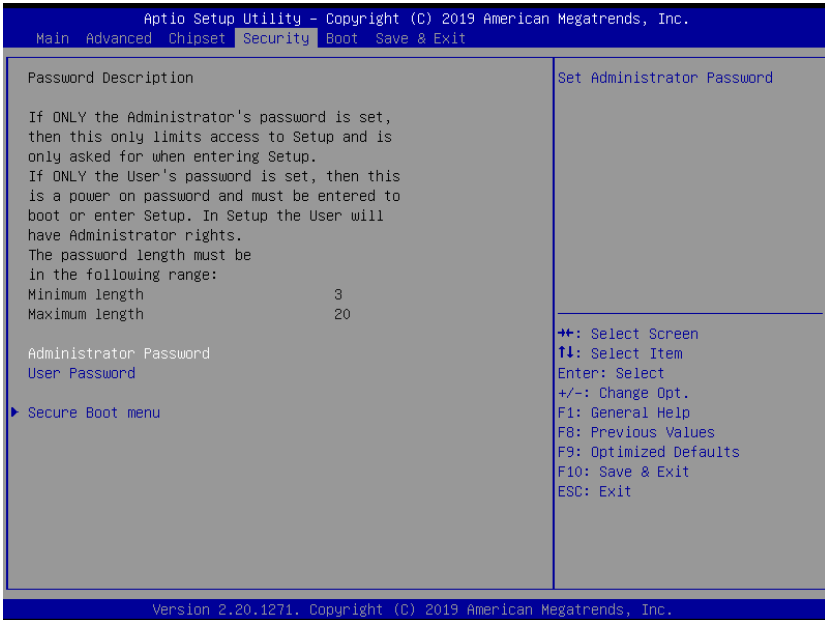 Aptio Setup Utility – Copyright (C) 2019 American Megatrends, Inc.
Main Advanced Chipset Security Boot Save & Exit
Password Description
If ONLY the Administrator's password is set,
then this only limits access to Setup and is
only asked for when entering Setup.
If ONLY the User's password is set, then this
is a power on password and must be entered to
boot or enter Setup. In Setup the User will
have Administrator rights.
The password length must be
in the following range:
Minimum length 3
Maximum length 20
Administrator Password
User Password
Secure Boot menu
Set Administrator Password
→←: Select Screen
↑↓: Select Item
Enter: Select
+/-: Change Opt.
F1: General Help
F8: Previous Values
F9: Optimized Defaults
F10: Save & Exit
ESC: Exit
Version 2.20.1271. Copyright (C) 2019 American Megatrends, Inc.